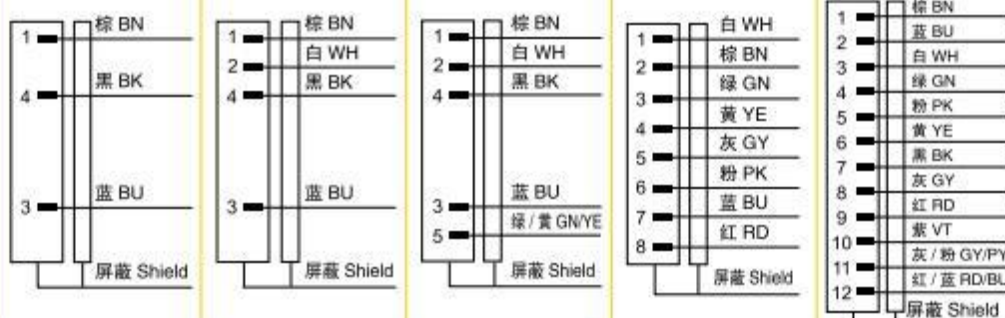 1 棕 BN
4 黑 BK
3 蓝 BU
屏蔽 Shield
1 棕 BN
2 白 WH
4 黑 BK
3 蓝 BU
屏蔽 Shield
1 棕 BN
2 白 WH
4 黑 BK
3 蓝 BU
5 绿/黄 GN/YE
屏蔽 Shield
1 白 WH
2 棕 BN
3 绿 GN
4 黄 YE
5 灰 GY
6 粉 PK
7 蓝 BU
8 红 RD
屏蔽 Shield
1 棕 BN
2 蓝 BU
3 白 WH
4 绿 GN
5 粉 PK
6 黄 YE
7 黑 BK
8 灰 GY
9 红 RD
10 紫 VT
11 灰/粉 GY/PY
12 红/蓝 RD/BU
屏蔽 Shield